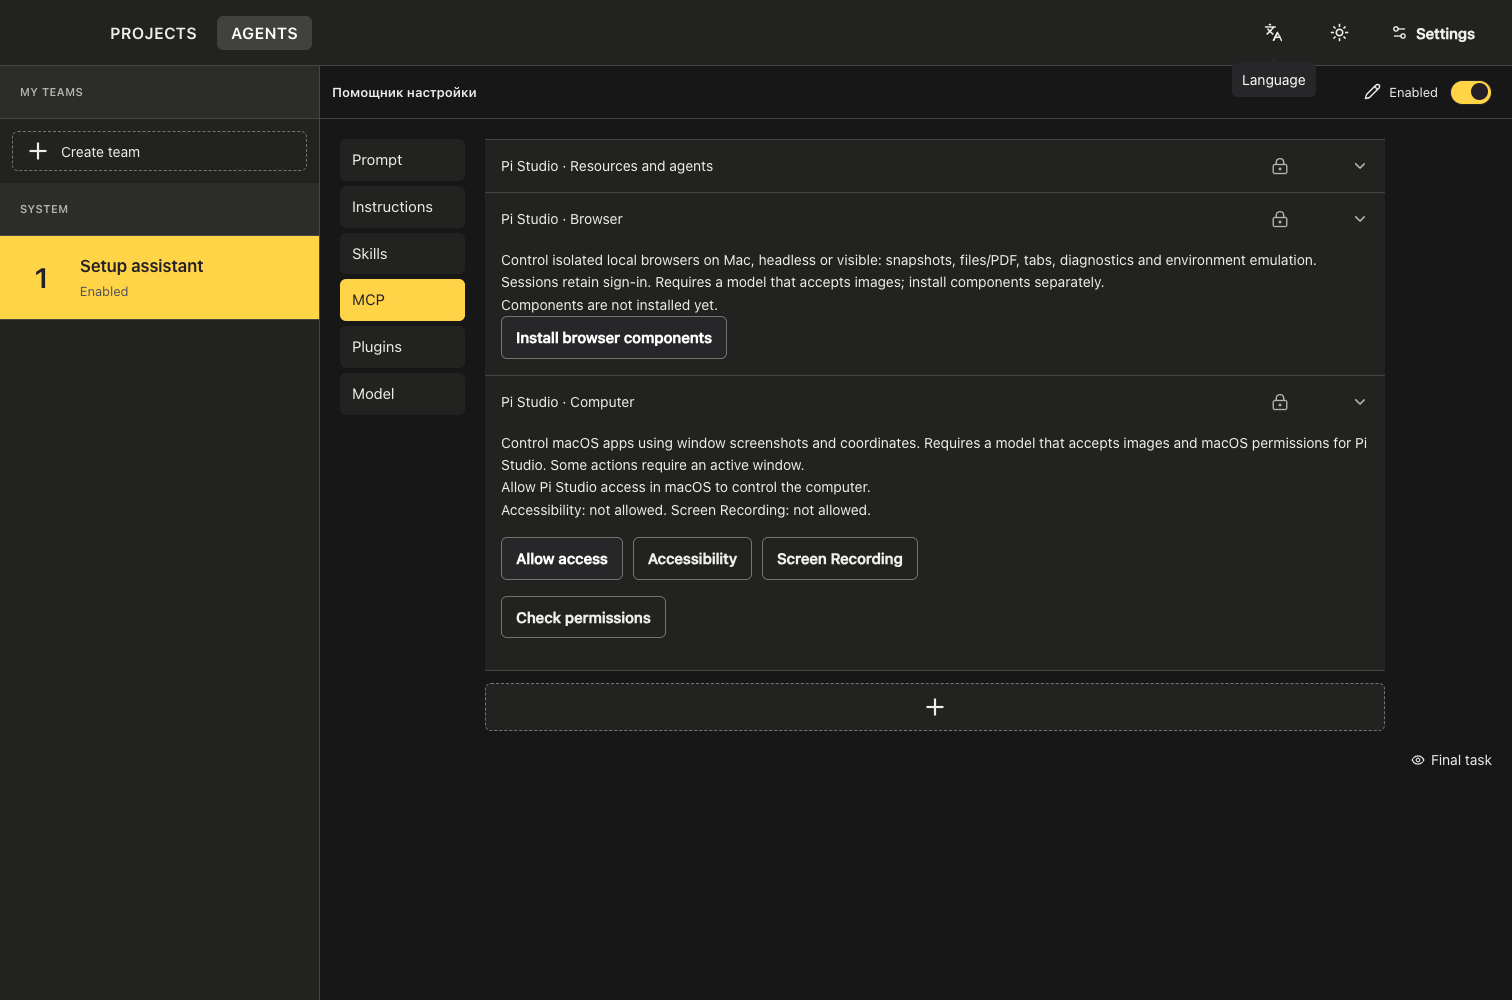 PROJECTS
AGENTS
Settings
Language
MY TEAMS
Create team
SYSTEM
1
Setup assistant
Enabled
Помощник настройки
Enabled
Prompt
Instructions
Skills
MCP
Plugins
Model
Pi Studio · Resources and agents
Pi Studio · Browser
Control isolated local browsers on Mac, headless or visible: snapshots, files/PDF, tabs, diagnostics and environment emulation.
Sessions retain sign-in. Requires a model that accepts images; install components separately.
Components are not installed yet.
Install browser components
Pi Studio · Computer
Control macOS apps using window screenshots and coordinates. Requires a model that accepts images and macOS permissions for Pi
Studio. Some actions require an active window.
Allow Pi Studio access in macOS to control the computer.
Accessibility: not allowed. Screen Recording: not allowed.
Allow access
Accessibility
Screen Recording
Check permissions
Final task